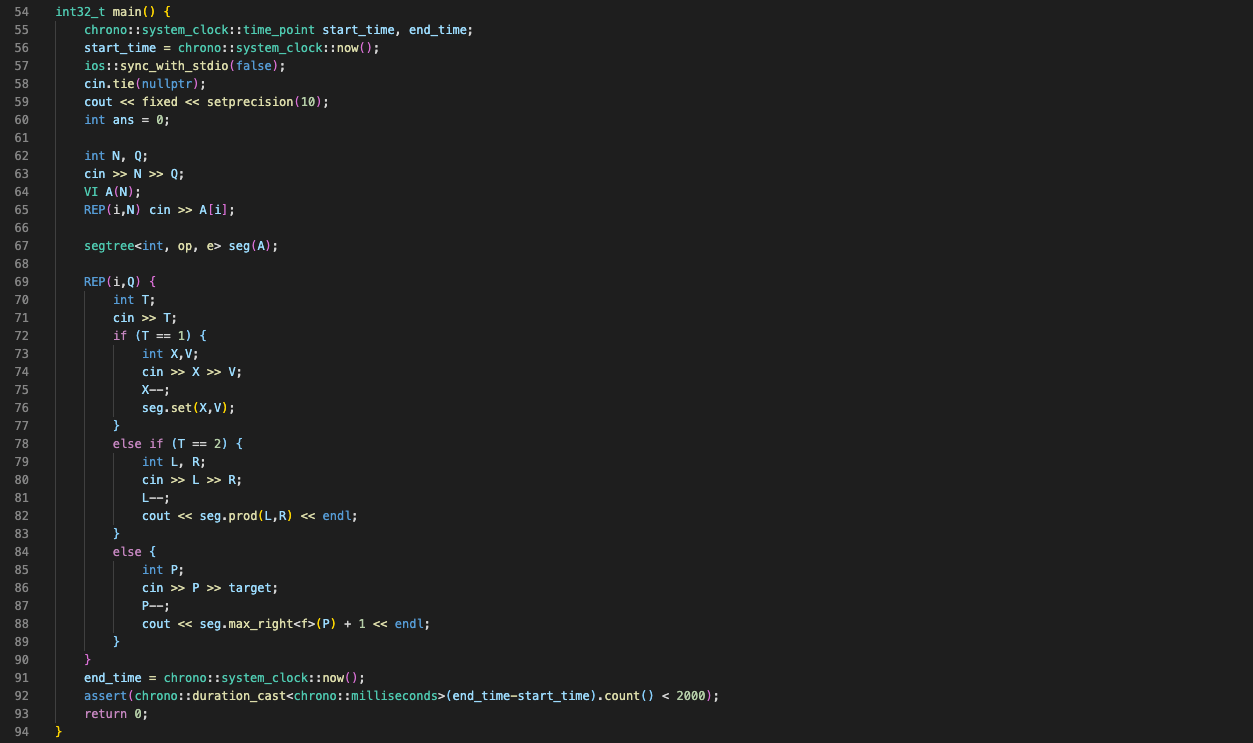 54 int32_t main() {
55     chrono::system_clock::time_point start_time, end_time;
56     start_time = chrono::system_clock::now();
57     ios::sync_with_stdio(false);
58     cin.tie(nullptr);
59     cout << fixed << setprecision(10);
60     int ans = 0;
61
62     int N, Q;
63     cin >> N >> Q;
64     VI A(N);
65     REP(i,N) cin >> A[i];
66
67     segtree<int, op, e> seg(A);
68
69     REP(i,Q) {
70         int T;
71         cin >> T;
72         if (T == 1) {
73             int X,V;
74             cin >> X >> V;
75             X--;
76             seg.set(X,V);
77         }
78         else if (T == 2) {
79             int L, R;
80             cin >> L >> R;
81             L--;
82             cout << seg.prod(L,R) << endl;
83         }
84         else {
85             int P;
86             cin >> P >> target;
87             P--;
88             cout << seg.max_right<f>(P) + 1 << endl;
89         }
90     }
91     end_time = chrono::system_clock::now();
92     assert(chrono::duration_cast<chrono::milliseconds>(end_time-start_time).count() < 2000);
93     return 0;
94 }